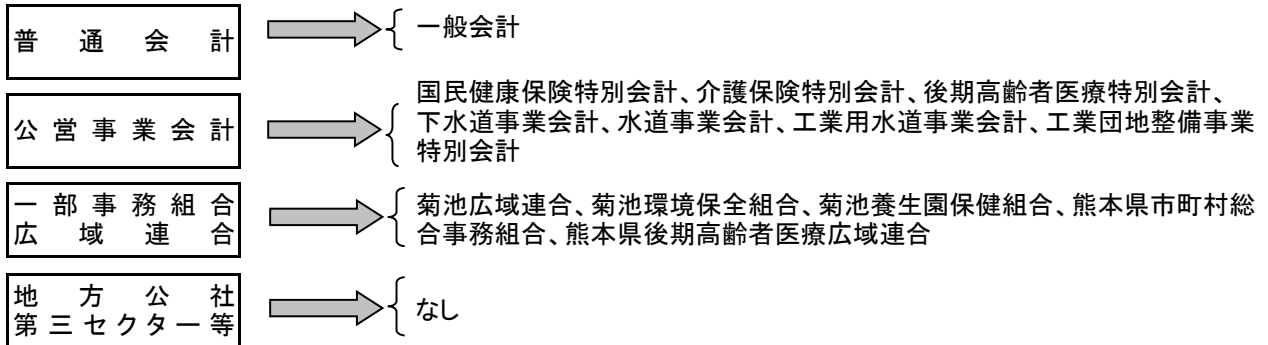 普通会計
一般会計
公営事業会計
国民健康保険特別会計、介護保険特別会計、後期高齢者医療特別会計、
下水道事業会計、水道事業会計、工業用水道事業会計、工業団地整備事業
特別会計
一部事務組合
広域連合
菊池広域連合、菊池環境保全組合、菊池養生園保健組合、熊本県市町村総
合事務組合、熊本県後期高齢者医療広域連合
地方公社
第三セクター等
なし